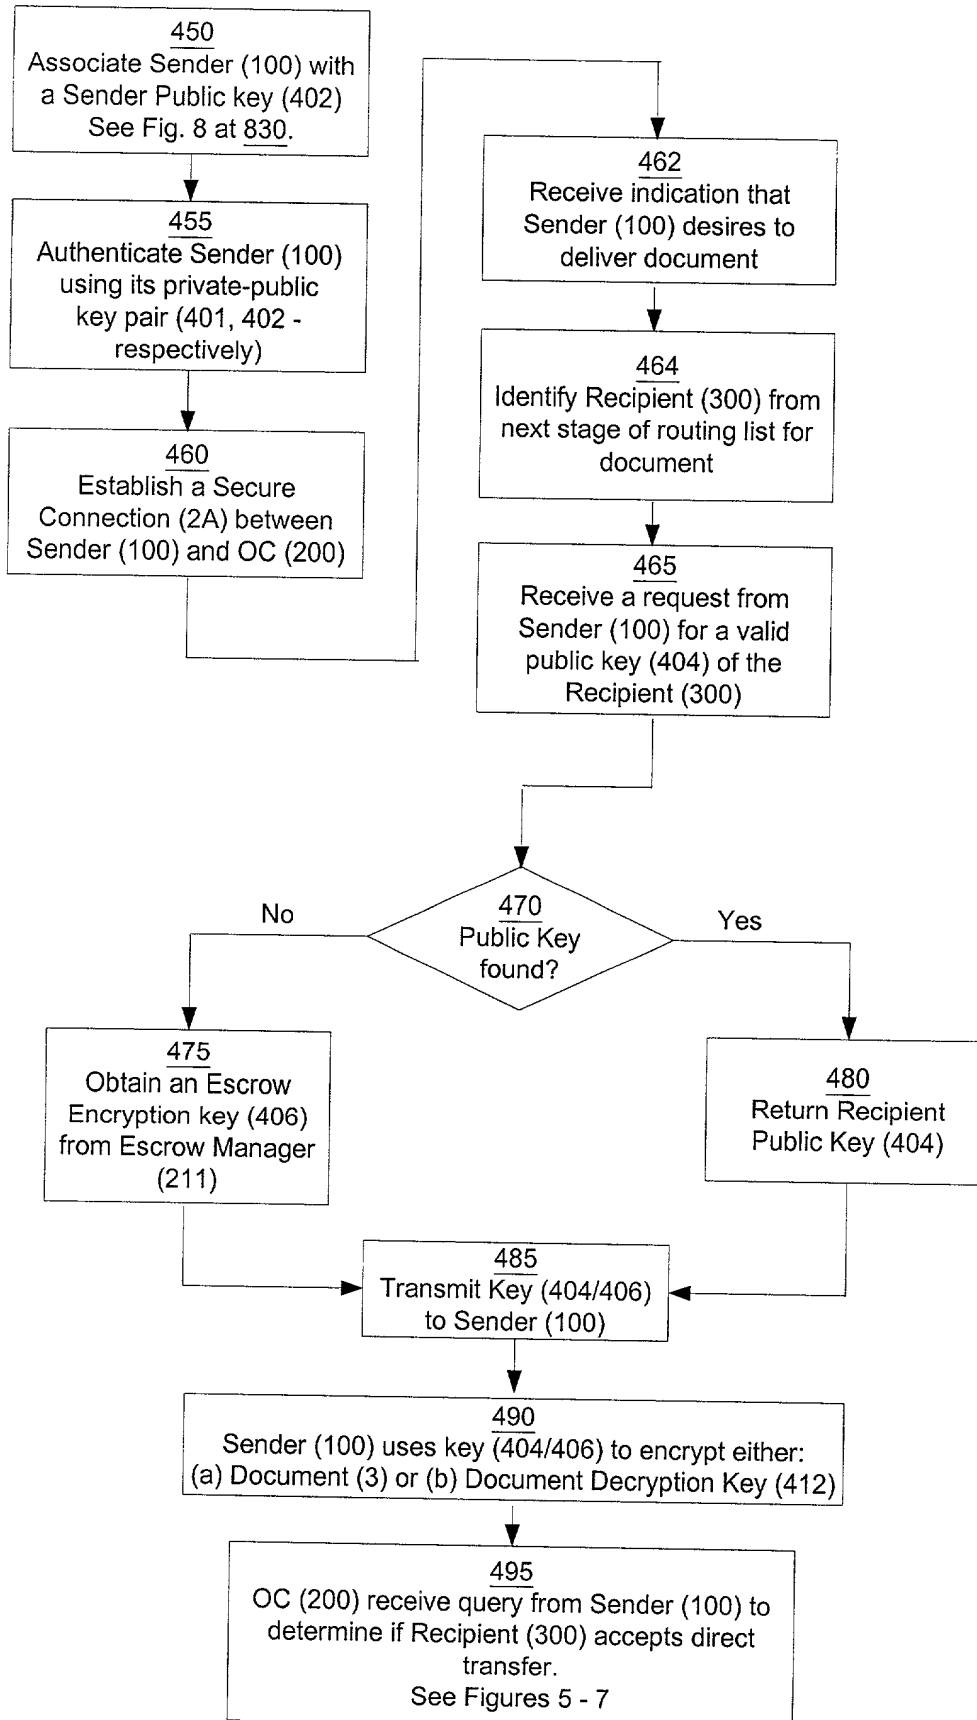 450
Associate Sender (100) with
a Sender Public key (402)
See Fig. 8 at 830.
455
Authenticate Sender (100)
using its private-public
key pair (401, 402 -
respectively)
460
Establish a Secure
Connection (2A) between
Sender (100) and OC (200)
462
Receive indication that
Sender (100) desires to
deliver document
464
Identify Recipient (300) from
next stage of routing list for
document
465
Receive a request from
Sender (100) for a valid
public key (404) of the
Recipient (300)
470
Public Key
found?
No
Yes
475
Obtain an Escrow
Encryption key (406)
from Escrow Manager
(211)
480
Return Recipient
Public Key (404)
485
Transmit Key (404/406)
to Sender (100)
490
Sender (100) uses key (404/406) to encrypt either:
(a) Document (3) or (b) Document Decryption Key (412)
495
OC (200) receive query from Sender (100) to
determine if Recipient (300) accepts direct
transfer.
See Figures 5 - 7